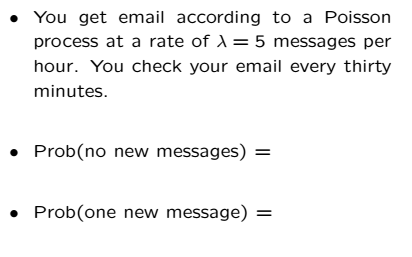 • You get email according to a Poisson
process at a rate of λ = 5 messages per
hour. You check your email every thirty
minutes.
• Prob(no new messages) =
• Prob(one new message) =